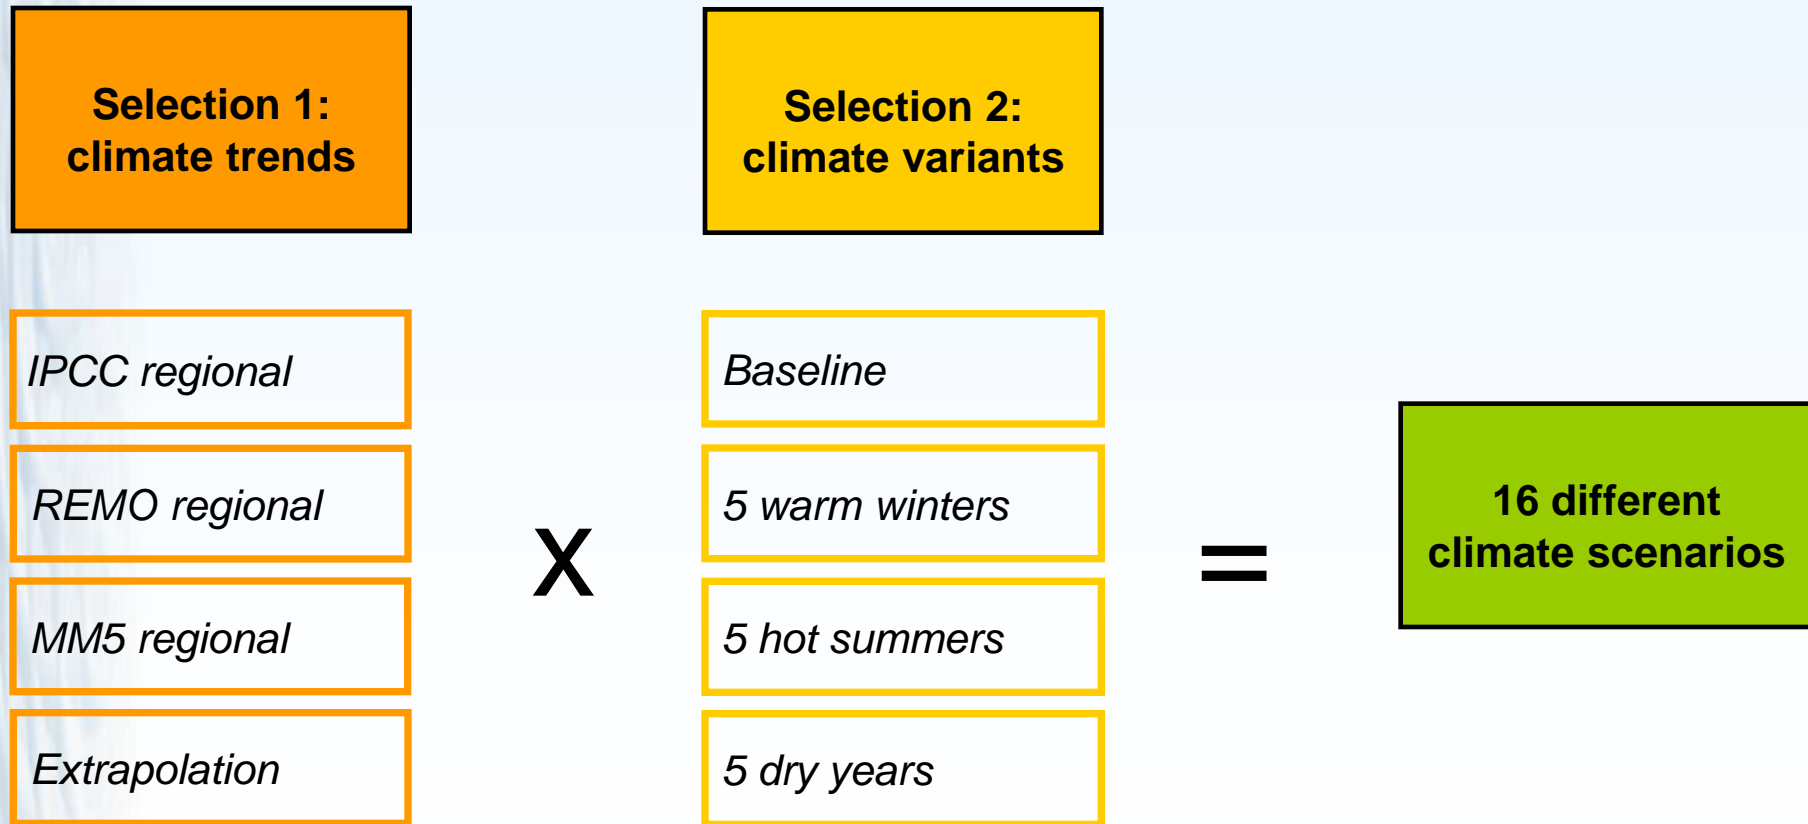 Selection 1:
climate trends
Selection 2:
climate variants
IPCC regional
REMO regional
MM5 regional
Extrapolation
x
Baseline
5 warm winters
5 hot summers
5 dry years
=
16 different
climate scenarios